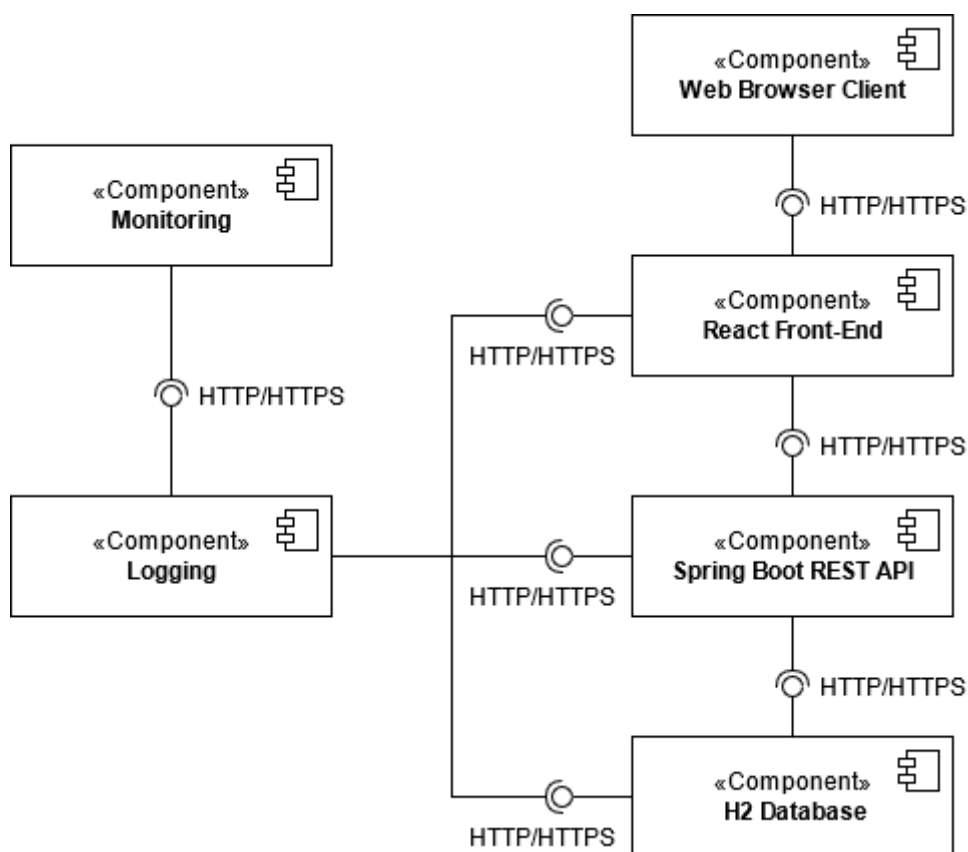 «Component»
Web Browser Client
«Component»
Monitoring
HTTP/HTTPS
«Component»
React Front-End
HTTP/HTTPS
HTTP/HTTPS
HTTP/HTTPS
«Component»
Logging
«Component»
Spring Boot REST API
HTTP/HTTPS
HTTP/HTTPS
«Component»
H2 Database
HTTP/HTTPS